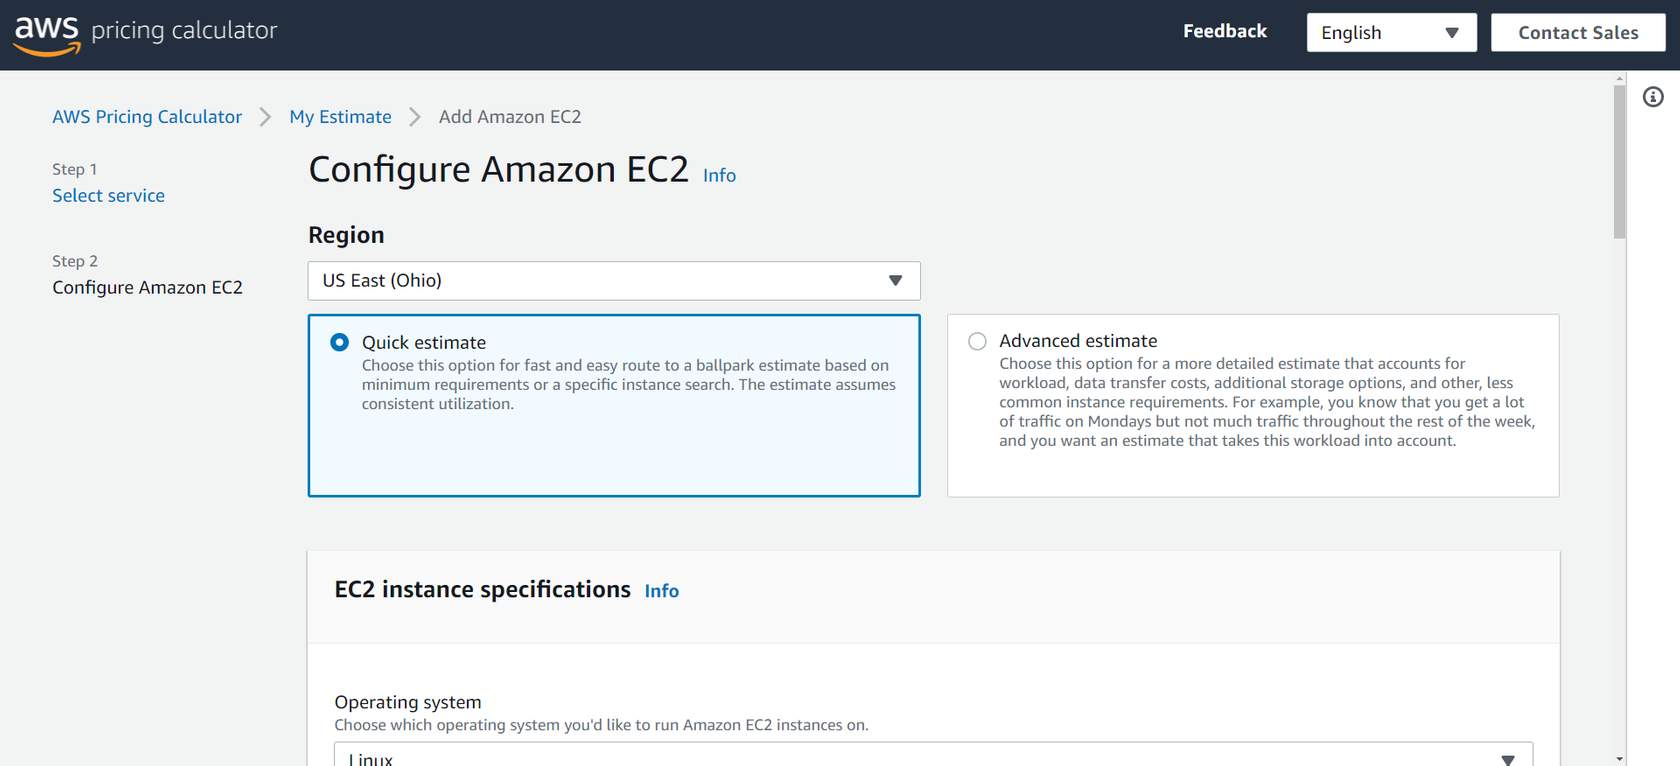 aws pricing calculator
Feedback
English
Contact Sales
AWS Pricing Calculator
My Estimate
Add Amazon EC2
Step 1
Select service
Step 2
Configure Amazon EC2
Configure Amazon EC2 Info
Region
US East (Ohio)
Quick estimate
Choose this option for fast and easy route to a ballpark estimate based on
minimum requirements or a specific instance search. The estimate assumes
consistent utilization.
Advanced estimate
Choose this option for a more detailed estimate that accounts for
workload, data transfer costs, additional storage options, and other, less
common instance requirements. For example, you know that you get a lot
of traffic on Mondays but not much traffic throughout the rest of the week,
and you want an estimate that takes this workload into account.
EC2 instance specifications Info
Operating system
Choose which operating system you'd like to run Amazon EC2 instances on.
Linux